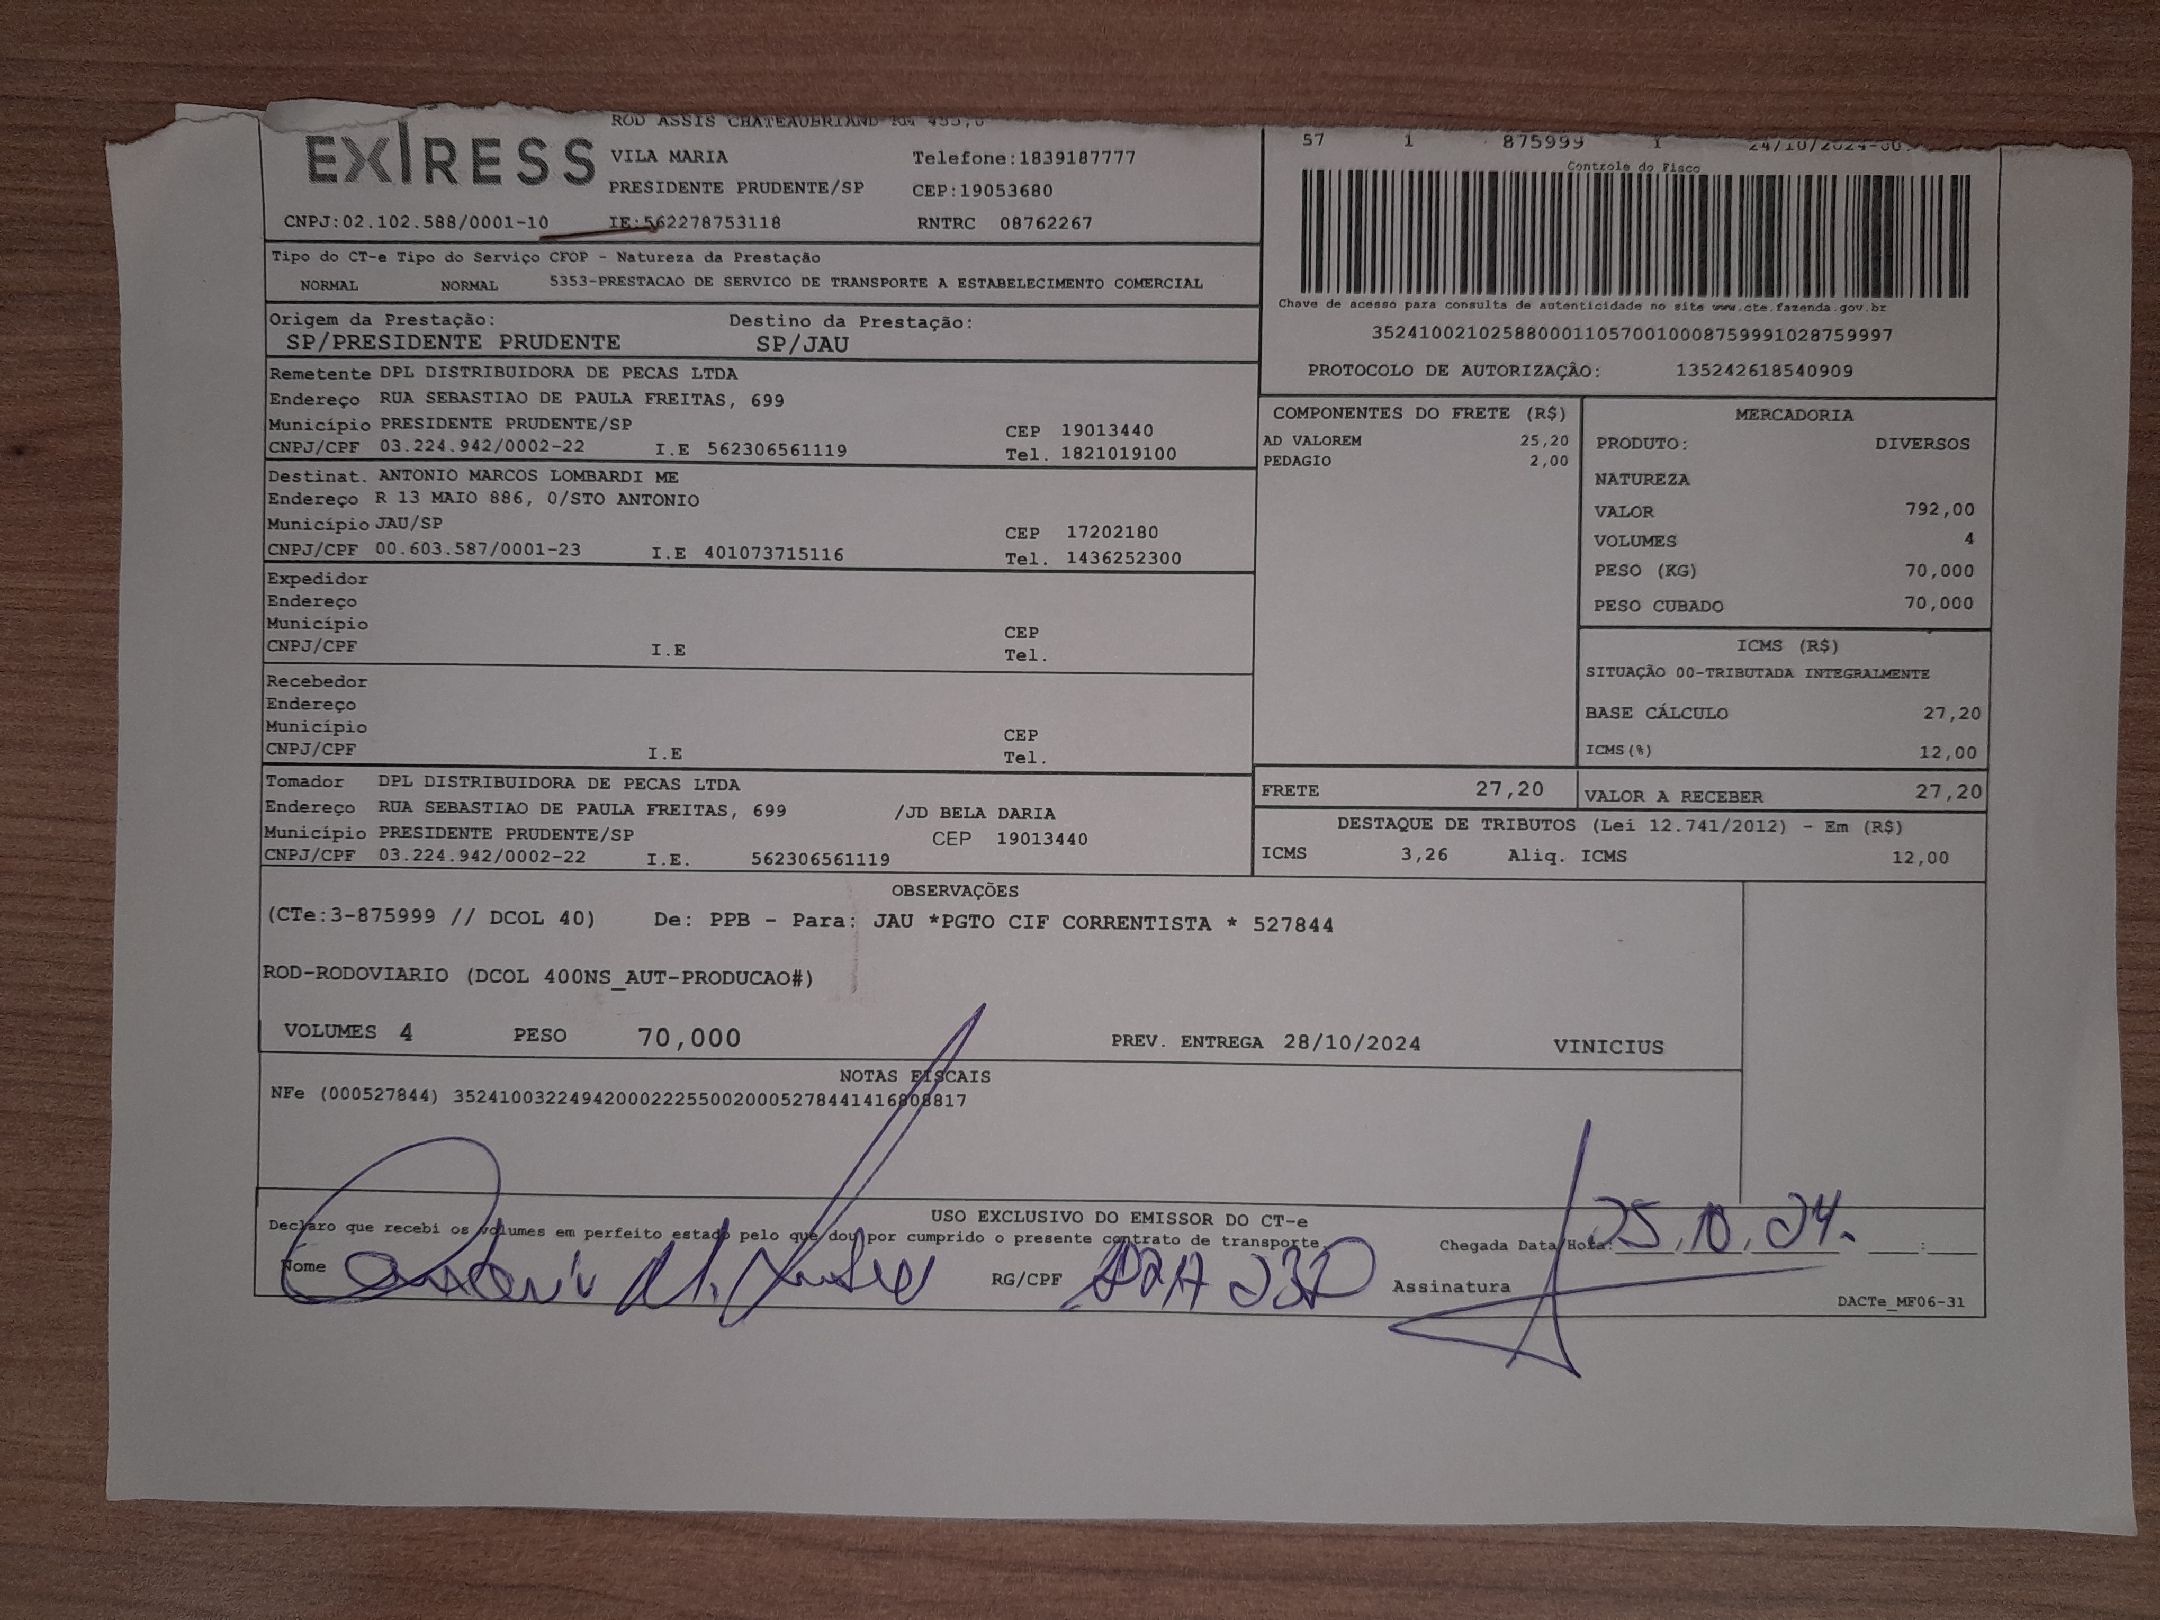 ROD ASSIS CHATEAUBRIAND KM 455,0
EXPRESS
VILA MARIA Telefone:1839187777
PRESIDENTE PRUDENTE/SP CEP:19053680
CNPJ:02.102.588/0001-10 IE:562278753118 RNTRC 08762267
57 1 875999 1 24/10/2024
Controle do Fisco
Chave de acesso para consulta de autenticidade no site www.cte.fazenda.gov.br
35241002102588000110570010008759991028759997
PROTOCOLO DE AUTORIZAÇÃO: 135242618540909
Tipo do CT-e Tipo do Serviço CFOP - Natureza da Prestação
NORMAL NORMAL 5353-PRESTACAO DE SERVICO DE TRANSPORTE A ESTABELECIMENTO COMERCIAL
Origem da Prestação: Destino da Prestação:
SP/PRESIDENTE PRUDENTE SP/JAU
Remetente DPL DISTRIBUIDORA DE PECAS LTDA
Endereço RUA SEBASTIAO DE PAULA FREITAS, 699
Município PRESIDENTE PRUDENTE/SP CEP 19013440
CNPJ/CPF 03.224.942/0002-22 I.E 562306561119 Tel. 1821019100
Destinat. ANTONIO MARCOS LOMBARDI ME
Endereço R 13 MAIO 886, 0/STO ANTONIO
Município JAU/SP CEP 17202180
CNPJ/CPF 00.603.587/0001-23 I.E 401073715116 Tel. 1436252300
Expedidor
Endereço
Município CEP
CNPJ/CPF I.E Tel.
Recebedor
Endereço
Município CEP
CNPJ/CPF I.E Tel.
Tomador DPL DISTRIBUIDORA DE PECAS LTDA
Endereço RUA SEBASTIAO DE PAULA FREITAS, 699 /JD BELA DARIA
Município PRESIDENTE PRUDENTE/SP CEP 19013440
CNPJ/CPF 03.224.942/0002-22 I.E. 562306561119
COMPONENTES DO FRETE (R$)
AD VALOREM 25,20
PEDAGIO 2,00
MERCADORIA
PRODUTO: DIVERSOS
NATUREZA
VALOR 792,00
VOLUMES 4
PESO (KG) 70,000
PESO CUBADO 70,000
ICMS (R$)
SITUAÇÃO 00-TRIBUTADA INTEGRALMENTE
BASE CÁLCULO 27,20
ICMS(%) 12,00
FRETE 27,20 VALOR A RECEBER 27,20
DESTAQUE DE TRIBUTOS (Lei 12.741/2012) - Em (R$)
ICMS 3,26 Aliq. ICMS 12,00
OBSERVAÇÕES
(CTe:3-875999 // DCOL 40) De: PPB - Para: JAU *PGTO CIF CORRENTISTA * 527844
ROD-RODOVIARIO (DCOL 400NS_AUT-PRODUCAO#)
VOLUMES 4 PESO 70,000 PREV. ENTREGA 28/10/2024 VINICIUS
NOTAS FISCAIS
NFe (000527844) 35241003224942000222550020005278441416808817
USO EXCLUSIVO DO EMISSOR DO CT-e
Declaro que recebi os volumes em perfeito estado pelo que dou por cumprido o presente contrato de transporte.
Chegada Data/Hora: 25.10.24.
Nome Antonio M. RG/CPF Assinatura
DACTe_MF06-31